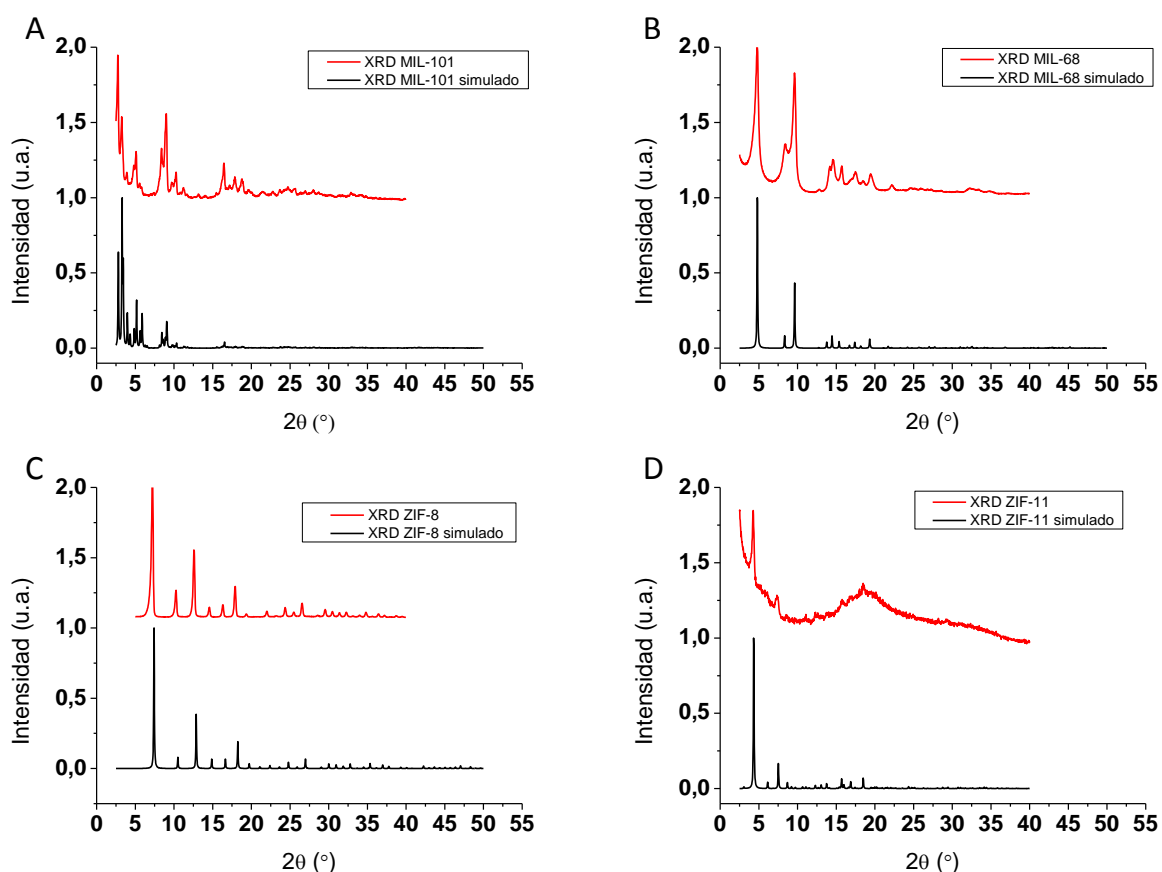 A
2,0
1,5
1,0
0,5
0,0
Intensidad (u.a.)
XRD MIL-101
XRD MIL-101 simulado
0 5 10 15 20 25 30 35 40 45 50 55
2θ (°)
B
2,0
1,5
1,0
0,5
0,0
Intensidad (u.a.)
XRD MIL-68
XRD MIL-68 simulado
0 5 10 15 20 25 30 35 40 45 50 55
2θ (°)
C
2,0
1,5
1,0
0,5
0,0
Intensidad (u.a.)
XRD ZIF-8
XRD ZIF-8 simulado
0 5 10 15 20 25 30 35 40 45 50 55
2θ (°)
D
2,0
1,5
1,0
0,5
0,0
Intensidad (u.a.)
XRD ZIF-11
XRD ZIF-11 simulado
0 5 10 15 20 25 30 35 40 45 50 55
2θ (°)